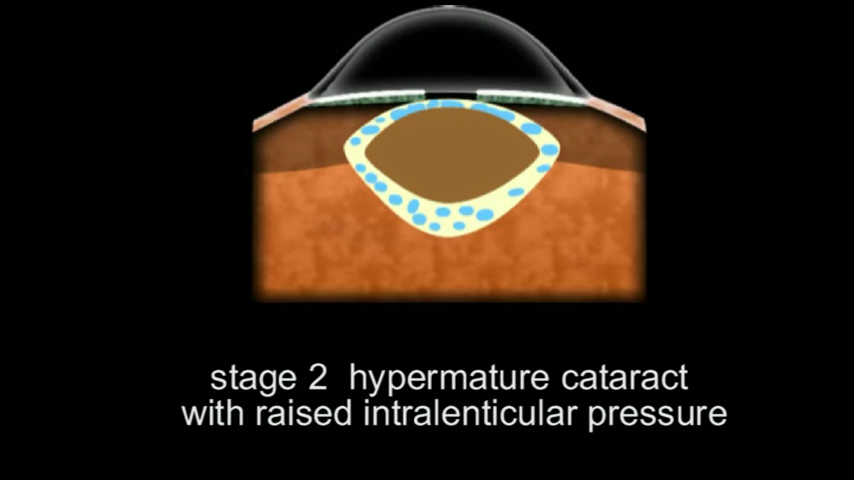 stage 2 hypermature cataract
with raised intralenticular pressure